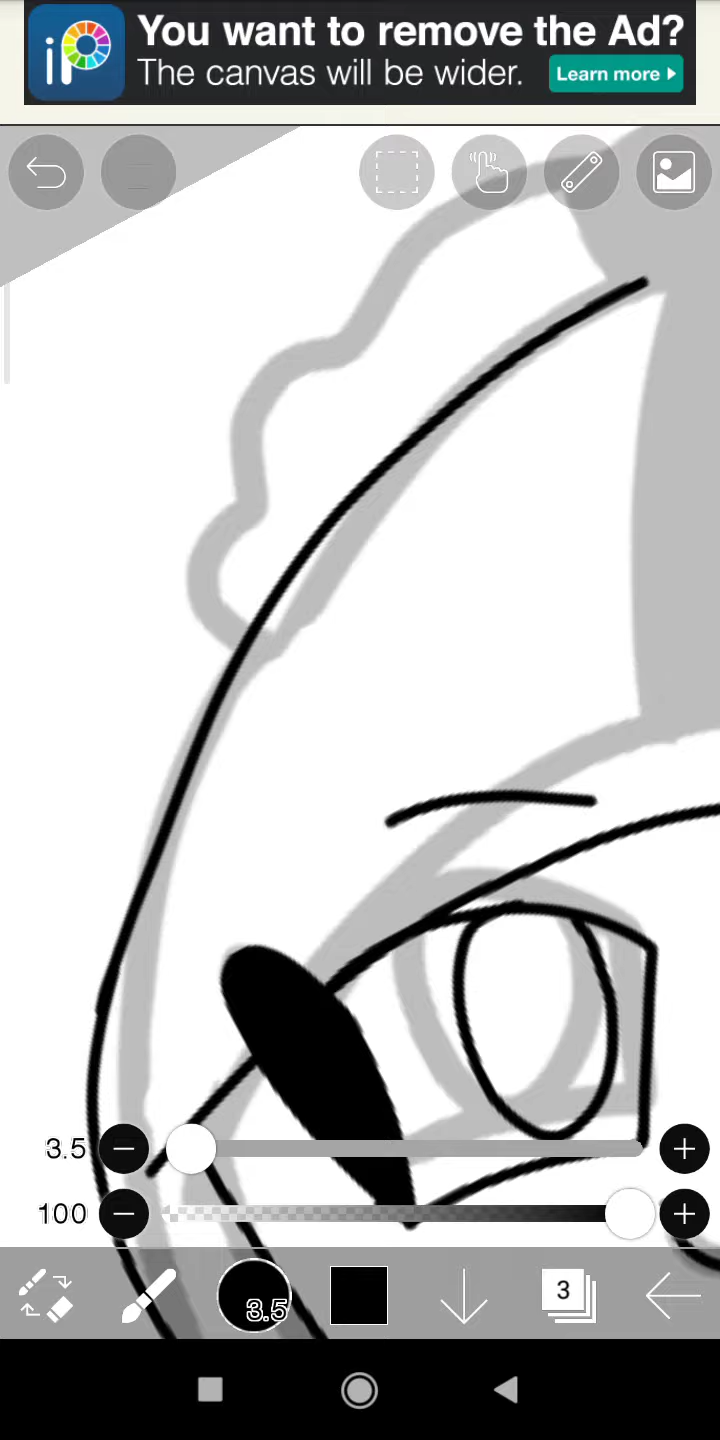 iP
You want to remove the Ad?
The canvas will be wider.
Learn more
3.5
100
3.5
3